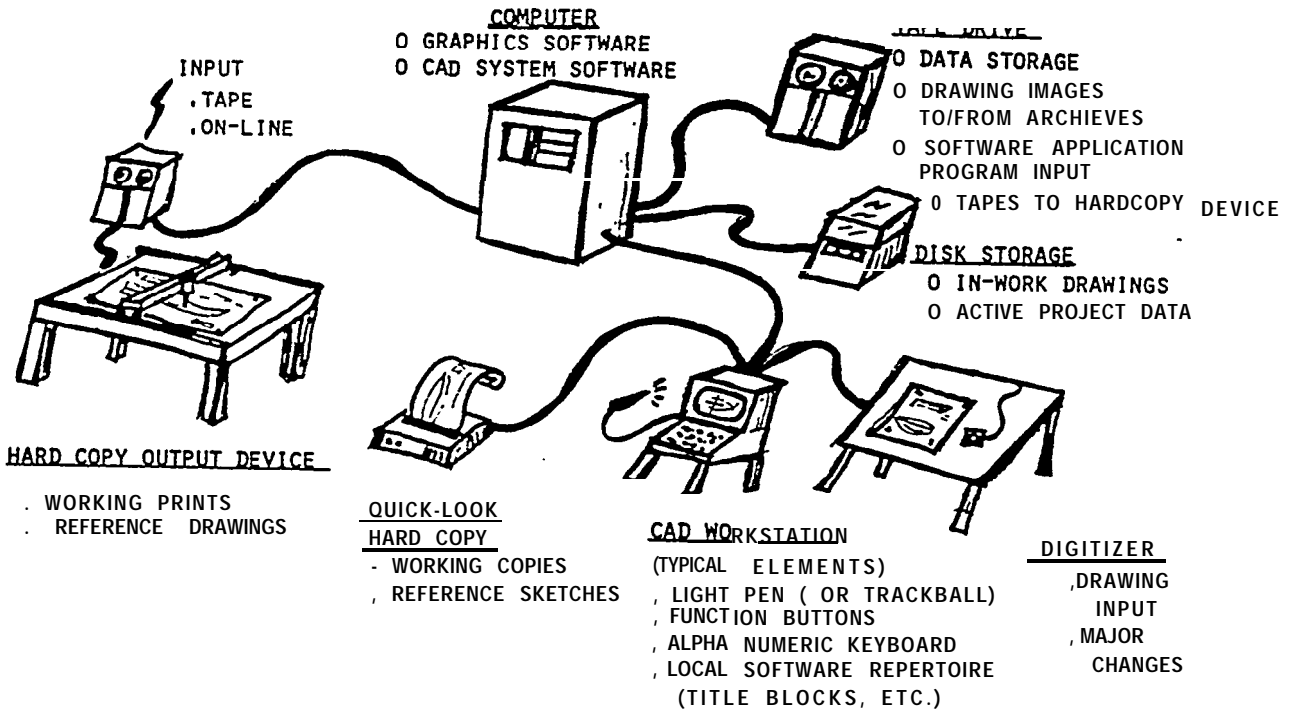 COMPUTER
O GRAPHICS SOFTWARE
O CAD SYSTEM SOFTWARE
INPUT
.TAPE
.ON-LINE
TAPE DRIVE
O DATA STORAGE
O DRAWING IMAGES
TO/FROM ARCHIEVES
O SOFTWARE APPLICATION
PROGRAM INPUT
O TAPES TO HARDCOPY DEVICE
DISK STORAGE
O IN-WORK DRAWINGS
O ACTIVE PROJECT DATA
HARD COPY OUTPUT DEVICE
. WORKING PRINTS
. REFERENCE DRAWINGS
QUICK-LOOK
HARD COPY
- WORKING COPIES
, REFERENCE SKETCHES
CAD WORKSTATION
(TYPICAL ELEMENTS)
, LIGHT PEN ( OR TRACKBALL)
, FUNCTION BUTTONS
, ALPHA NUMERIC KEYBOARD
, LOCAL SOFTWARE REPERTOIRE
(TITLE BLOCKS, ETC.)
DIGITIZER
,DRAWING
INPUT
, MAJOR
CHANGES